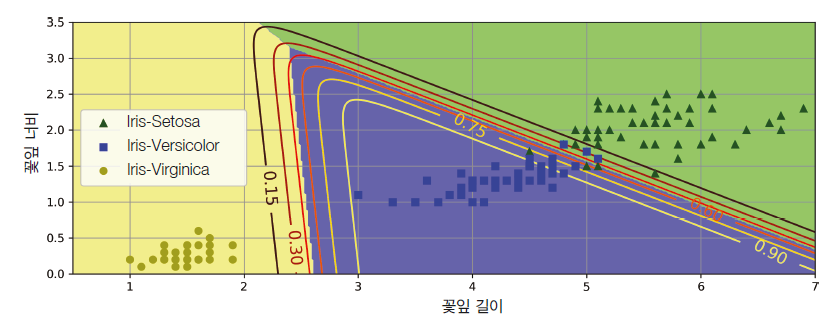 3.5
3.0
2.5
2.0
1.5
1.0
0.5
0.0
꽃잎 너비
Iris-Setosa
Iris-Versicolor
Iris-Virginica
0.75
0.15
0.30
0.60
0.90
1 2 3 4 5 6 7
꽃잎 길이